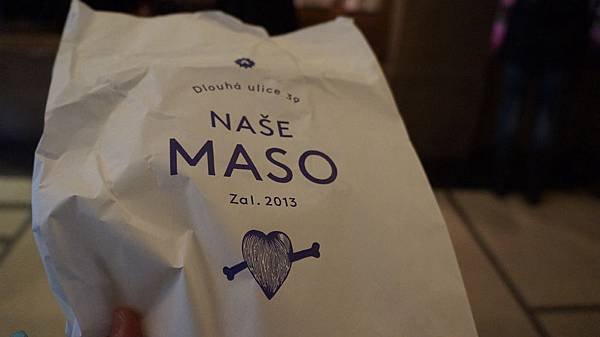 Dlouhá ulice 39
NAŠE
MASO
Zal. 2013